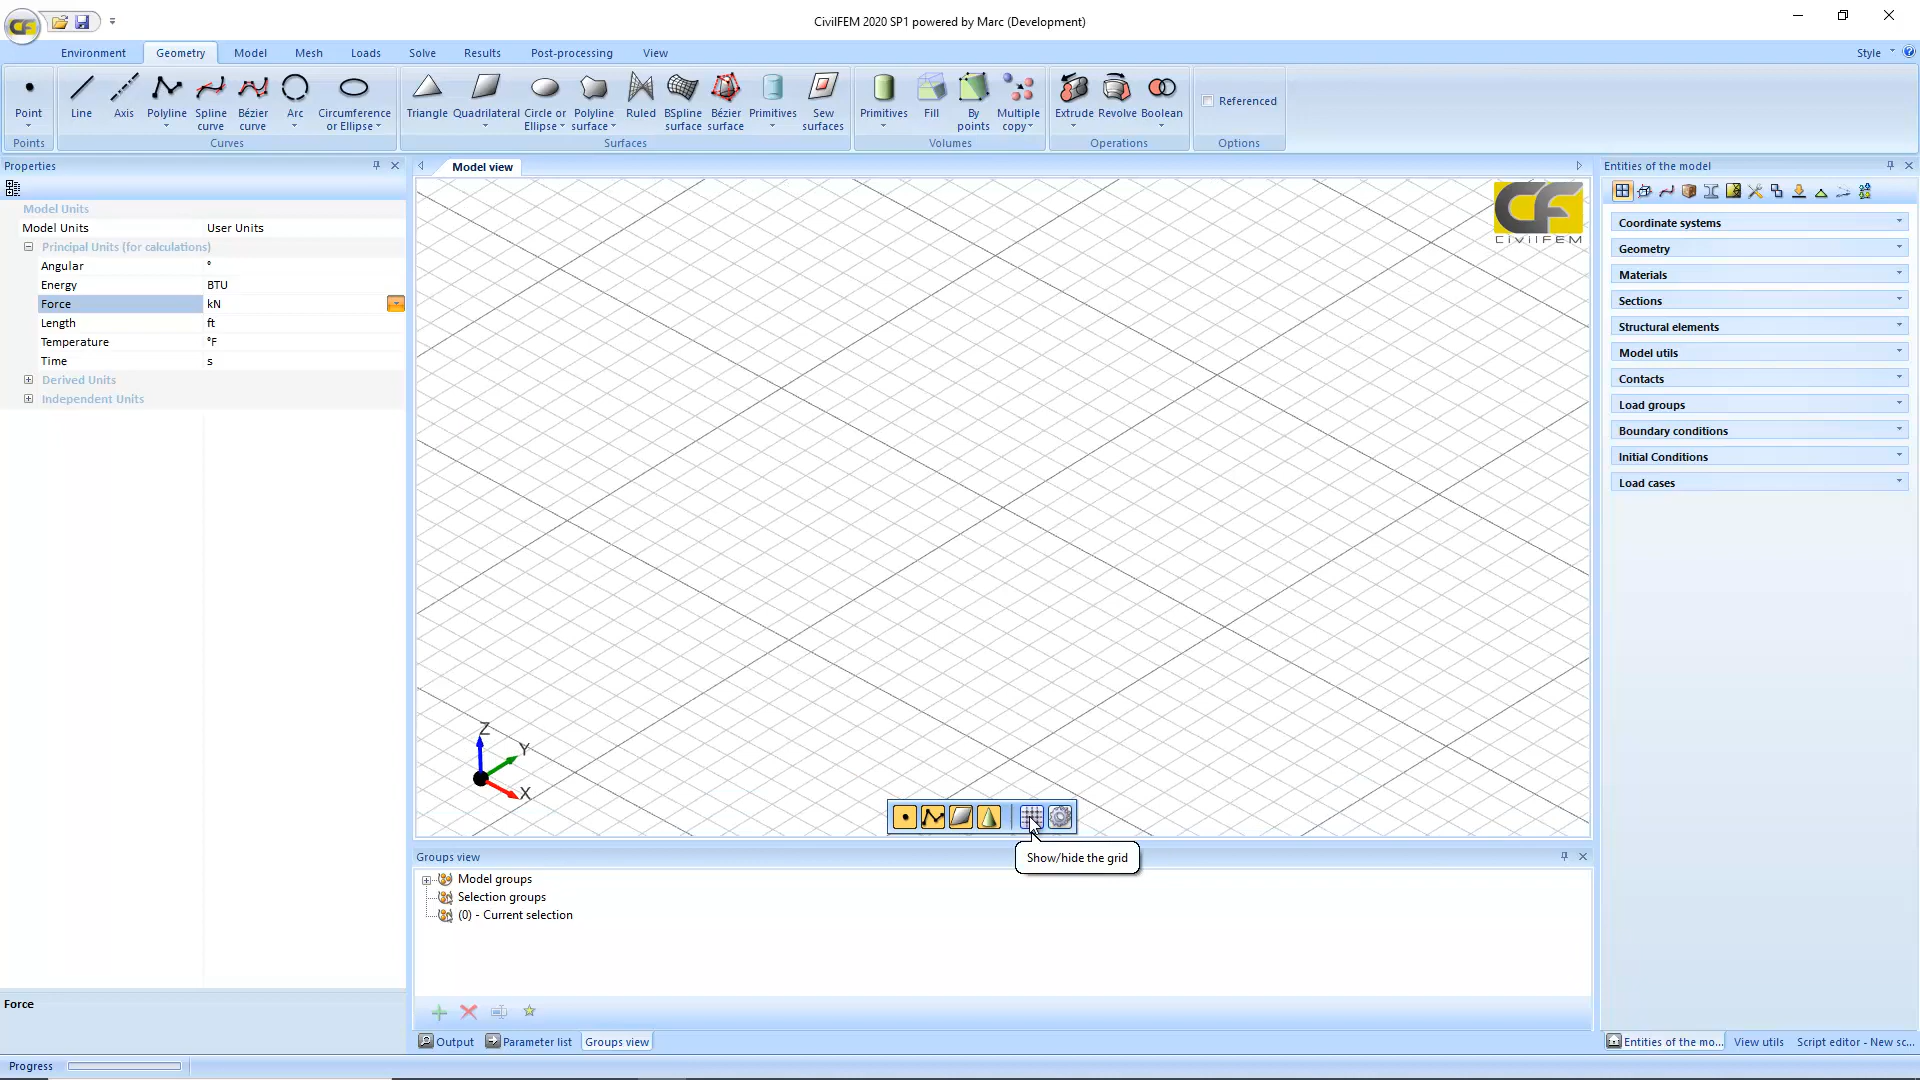 CivilFEM 2020 SP1 powered by Marc (Development)
Environment
Geometry
Model
Mesh
Loads
Solve
Results
Post-processing
View
Style
Point
Line
Axis
Polyline
Spline curve
Bézier curve
Arc
Circumference or Ellipse
Triangle
Quadrilateral
Circle or Ellipse
Polyline surface
Ruled
BSpline surface
Bézier surface
Primitives
Sew surfaces
Primitives
Fill
By points
Multiple copy
Extrude
Revolve
Boolean
Referenced
Points
Curves
Surfaces
Volumes
Operations
Options
Properties
Model Units
Model Units User Units
Principal Units (for calculations)
Angular °
Energy BTU
Force kN
Length ft
Temperature °F
Time s
Derived Units
Independent Units
Force
Model view
CF
CIVILFEM
Z
Y
X
Show/hide the grid
Groups view
Model groups
Selection groups
(0) - Current selection
Output
Parameter list
Groups view
Entities of the model
Coordinate systems
Geometry
Materials
Sections
Structural elements
Model utils
Contacts
Load groups
Boundary conditions
Initial Conditions
Load cases
Entities of the mo...
View utils
Script editor - New sc...
Progress